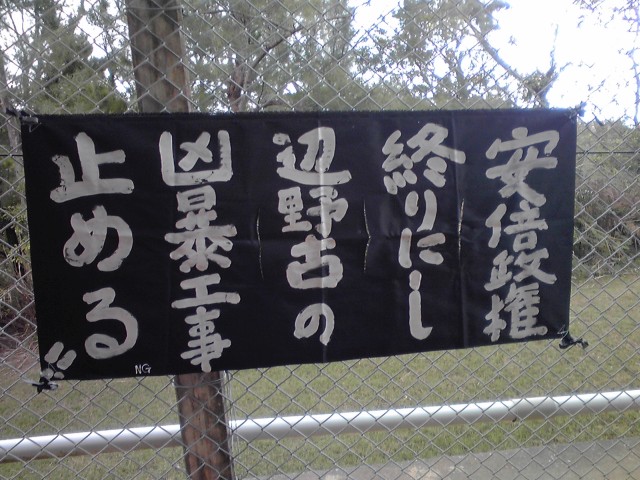 安倍政権
終りにし
辺野古の
凶暴工事
止める〃
NG